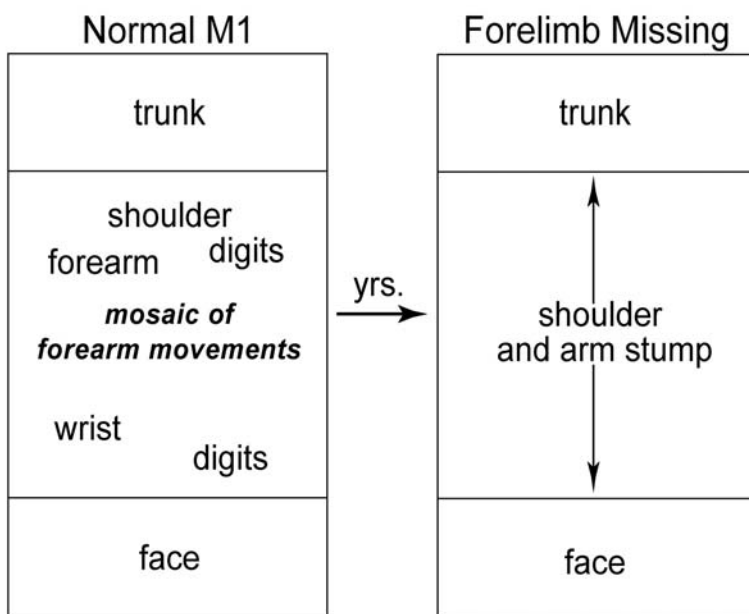 Normal M1
trunk
shoulder
forearm digits
mosaic of
forearm movements
wrist
digits
face
yrs.
Forelimb Missing
trunk
shoulder
and arm stump
face